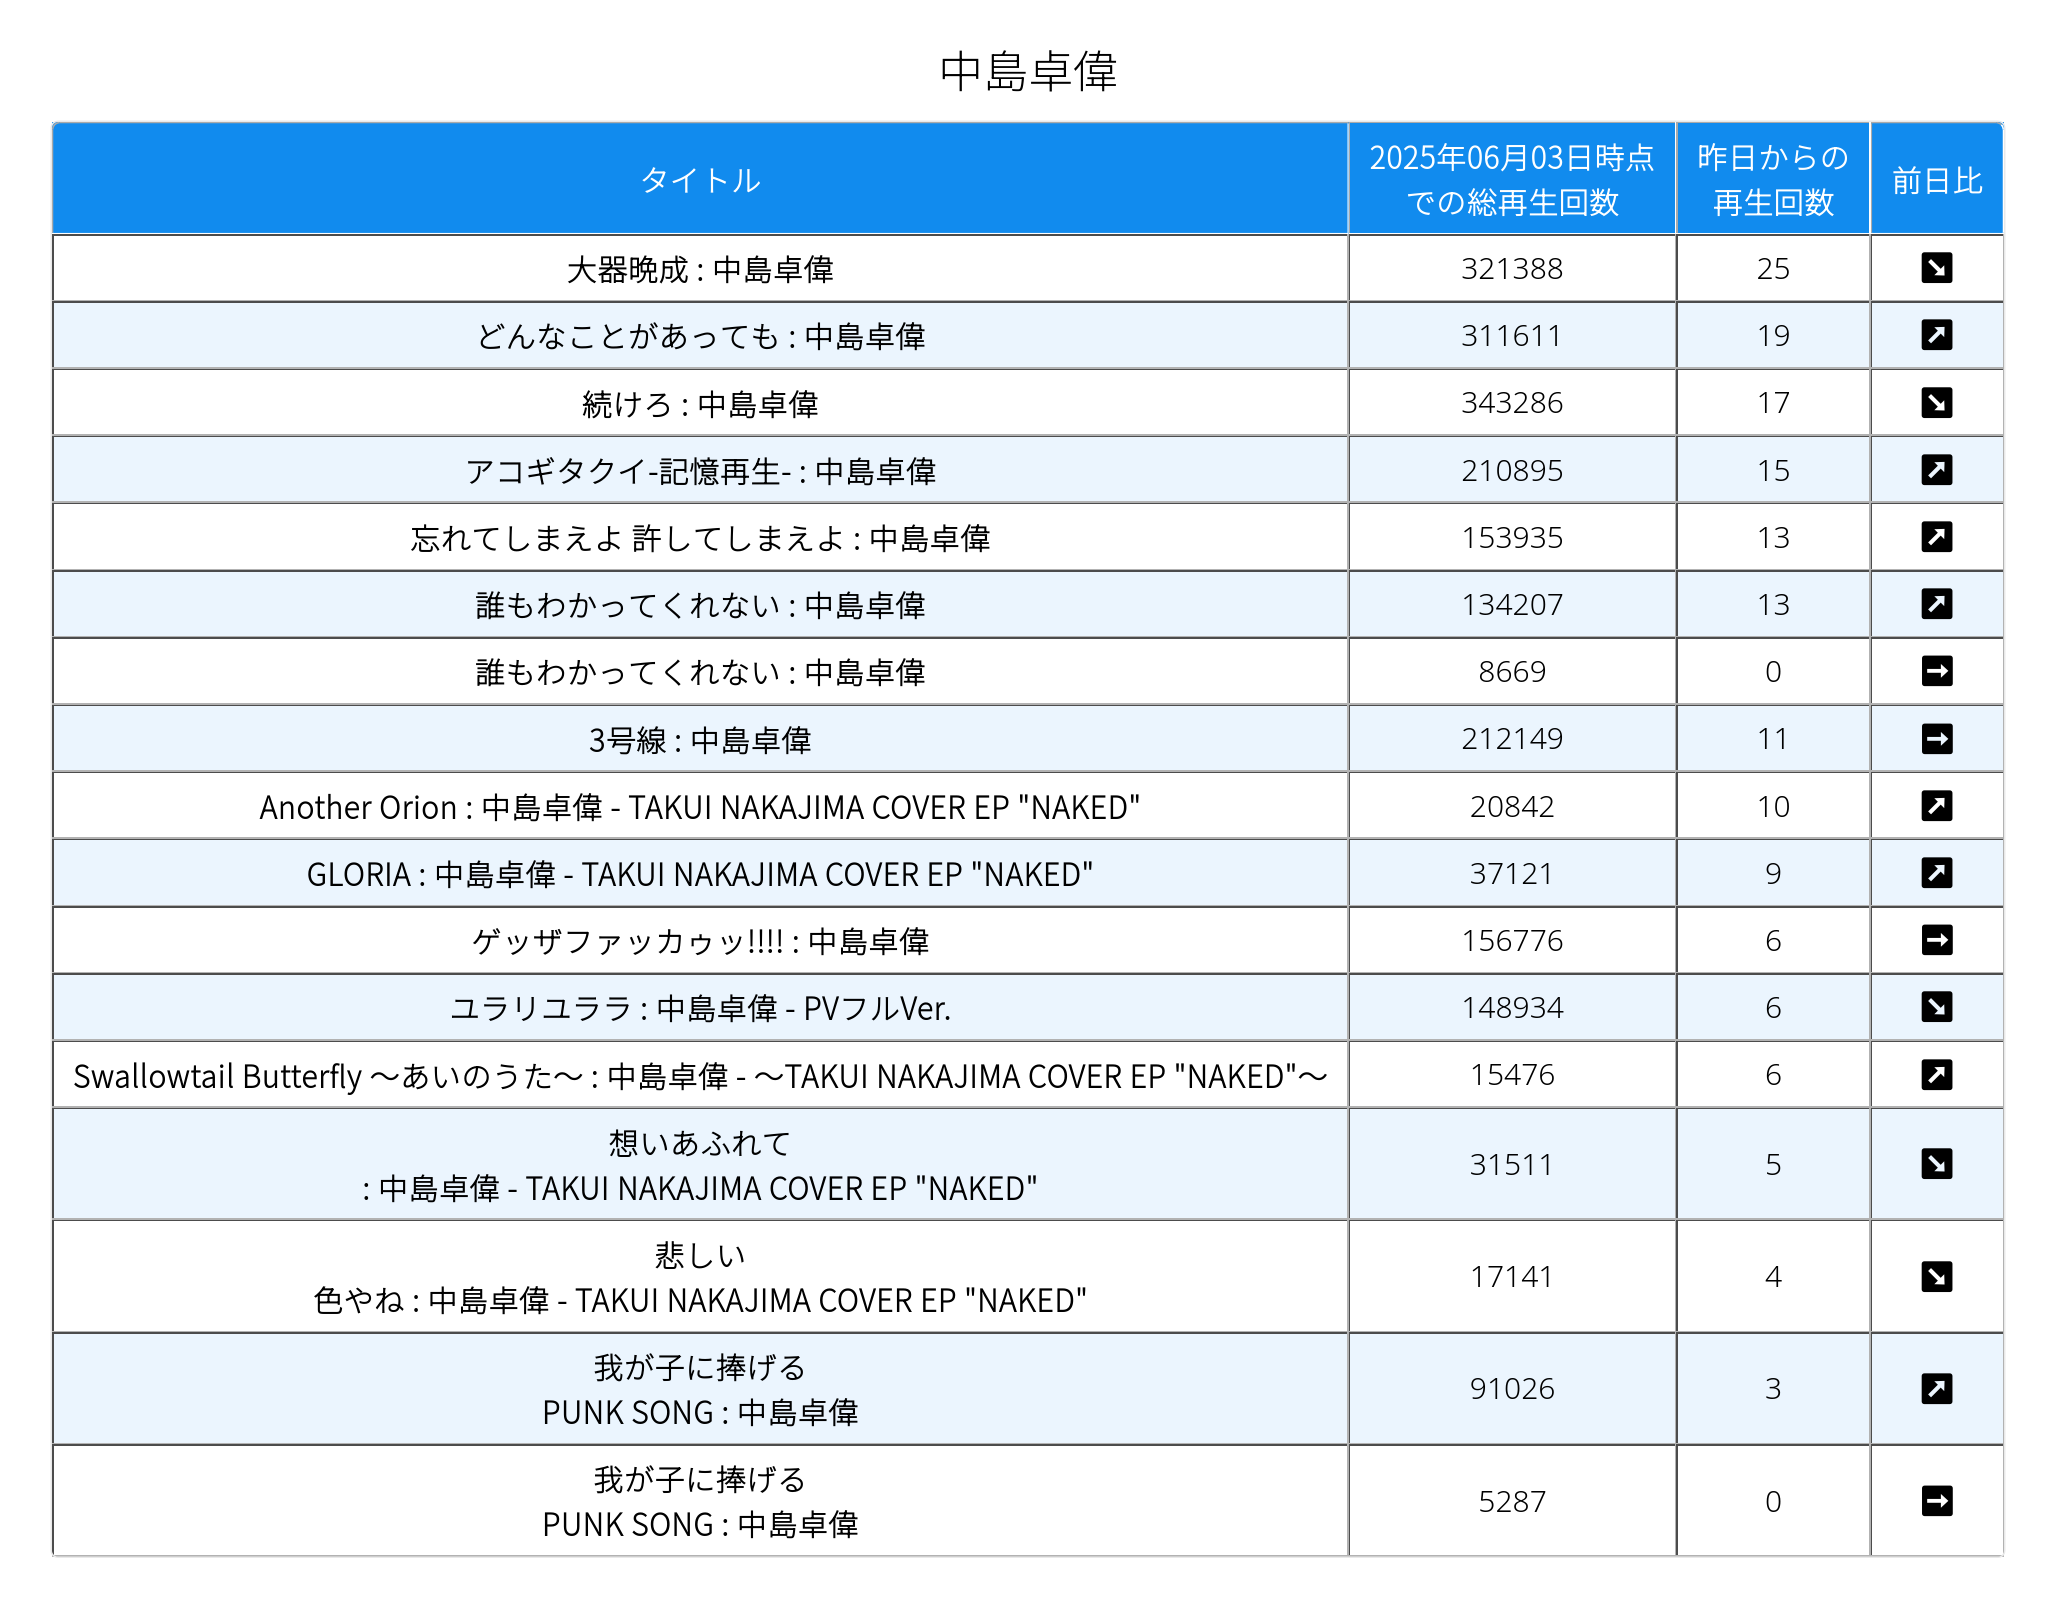 中島卓偉
タイトル
2025年06月03日時点
での総再生回数
昨日からの
再生回数
前日比
大器晩成 : 中島卓偉 321388 25 ↘
どんなことがあっても : 中島卓偉 311611 19 ↗
続けろ : 中島卓偉 343286 17 ↘
アコギタクイ-記憶再生- : 中島卓偉 210895 15 ↗
忘れてしまえよ 許してしまえよ : 中島卓偉 153935 13 ↗
誰もわかってくれない : 中島卓偉 134207 13 ↗
誰もわかってくれない : 中島卓偉 8669 0 →
3号線 : 中島卓偉 212149 11 →
Another Orion : 中島卓偉 - TAKUI NAKAJIMA COVER EP "NAKED" 20842 10 ↗
GLORIA : 中島卓偉 - TAKUI NAKAJIMA COVER EP "NAKED" 37121 9 ↗
ゲッザファッカゥッ!!!! : 中島卓偉 156776 6 →
ユラリユララ : 中島卓偉 - PVフルVer. 148934 6 ↘
Swallowtail Butterfly 〜あいのうた〜 : 中島卓偉 - 〜TAKUI NAKAJIMA COVER EP "NAKED"〜 15476 6 ↗
想いあふれて
: 中島卓偉 - TAKUI NAKAJIMA COVER EP "NAKED" 31511 5 ↘
悲しい
色やね : 中島卓偉 - TAKUI NAKAJIMA COVER EP "NAKED" 17141 4 ↘
我が子に捧げる
PUNK SONG : 中島卓偉 91026 3 ↗
我が子に捧げる
PUNK SONG : 中島卓偉 5287 0 →